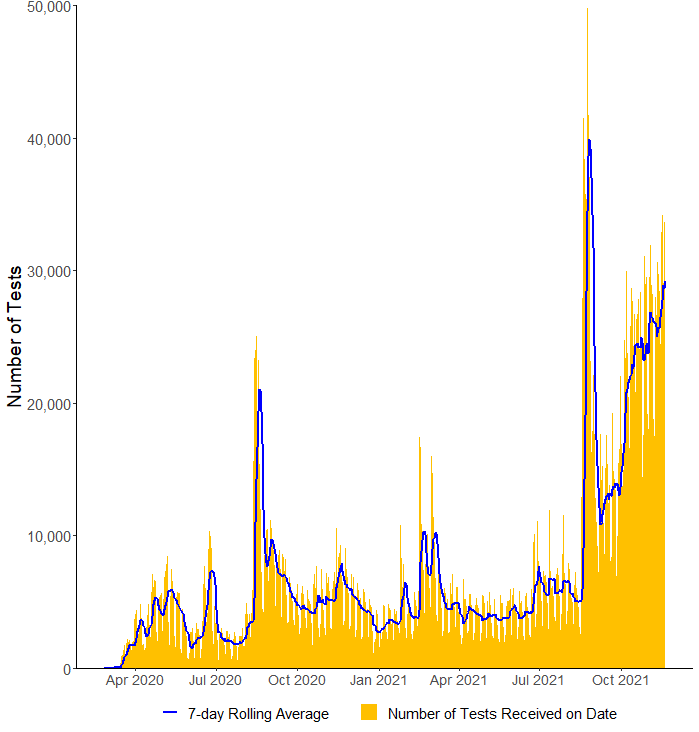 50,000
40,000
30,000
20,000
10,000
0
Number of Tests
Apr 2020 Jul 2020 Oct 2020 Jan 2021 Apr 2021 Jul 2021 Oct 2021
7-day Rolling Average Number of Tests Received on Date